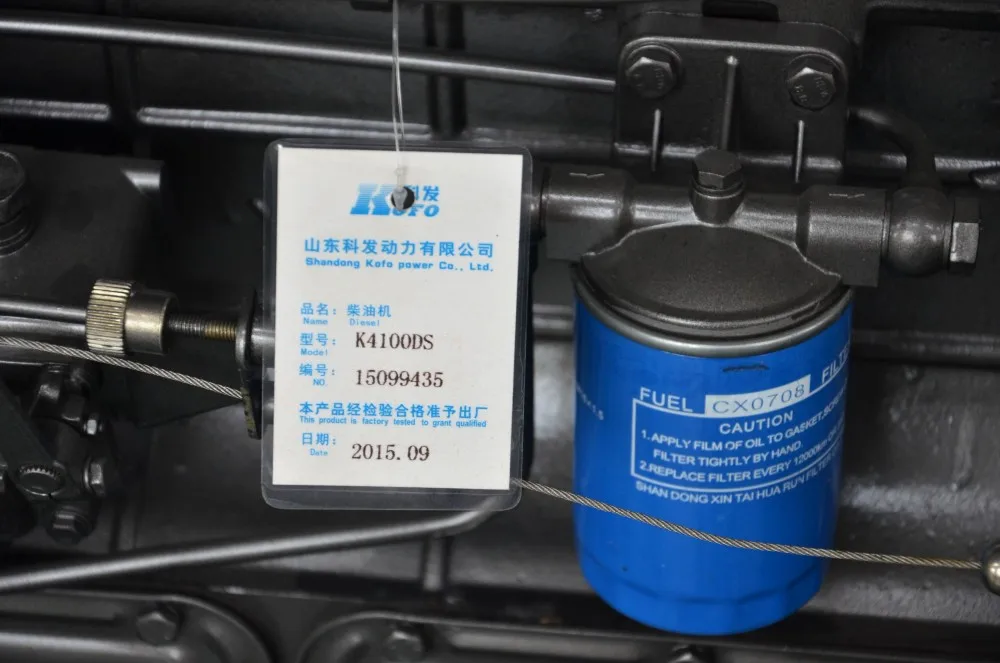 科发
KOFO
山东科发动力有限公司
Shandong Kofo power Co., Ltd.
品名: 柴油机
Name Diesel
型号: K4100DS
Model
编号: 15099435
NO.
本产品经检验合格准予出厂
This product is factory tested to grant qualified
日期: 2015.09
Date
FUEL CX0708
CAUTION
1.APPLY FILM OF OIL TO GASKET.
FILTER TIGHTLY BY HAND.
2.REPLACE FILTER EVERY 12000km
SHAN DONG XIN TAI HUA RUN FILTER